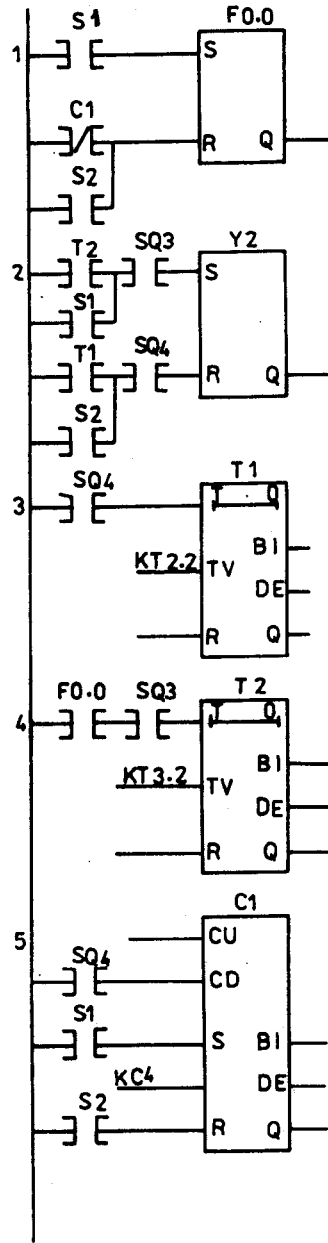 F0.0
S1
1
S
C1
R Q
S2
T2 SQ3 Y2
2
S
S1
T1 SQ4
R Q
S2
SQ4 T1
3
T 0
BI
KT2.2 TV
DE
R Q
F0.0 SQ3 T2
4
T 0
BI
KT3.2 TV
DE
R Q
C1
5
CU
SQ4
CD
S1
S BI
KC4
DE
S2
R Q